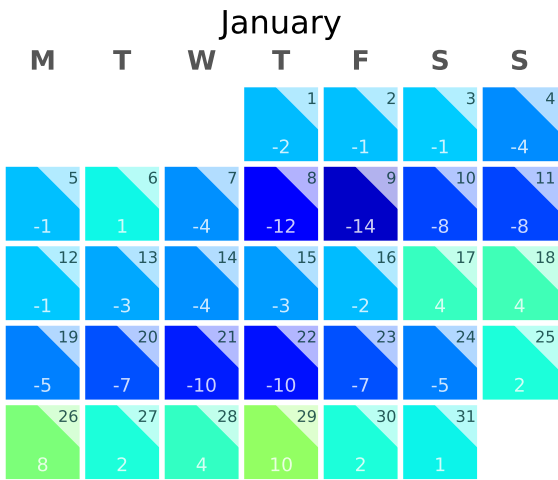 January
M T W T F S S
1 2 3 4
-2 -1 -1 -4
5 6 7 8 9 10 11
-1 1 -4 -12 -14 -8 -8
12 13 14 15 16 17 18
-1 -3 -4 -3 -2 4 4
19 20 21 22 23 24 25
-5 -7 -10 -10 -7 -5 2
26 27 28 29 30 31
8 2 4 10 2 1